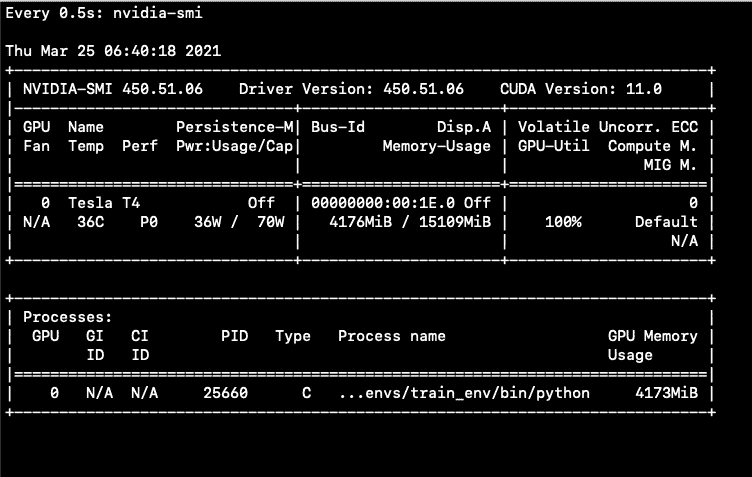 Every 0.5s: nvidia-smi
Thu Mar 25 06:40:18 2021
+-----------------------------------------------------------------------------+
| NVIDIA-SMI 450.51.06    Driver Version: 450.51.06    CUDA Version: 11.0     |
|-------------------------------+----------------------+----------------------+
| GPU  Name        Persistence-M| Bus-Id        Disp.A | Volatile Uncorr. ECC |
| Fan  Temp  Perf  Pwr:Usage/Cap|         Memory-Usage | GPU-Util  Compute M. |
|                               |                      |               MIG M. |
|===============================+======================+======================|
|   0  Tesla T4            Off  | 00000000:00:1E.0 Off |                    0 |
| N/A   36C    P0    36W /  70W |   4176MiB / 15109MiB |    100%      Default |
|                               |                      |                  N/A |
+-------------------------------+----------------------+----------------------+
+-----------------------------------------------------------------------------+
| Processes:                                                                  |
|  GPU   GI   CI        PID   Type   Process name                  GPU Memory |
|        ID   ID                                                   Usage      |
|=============================================================================|
|    0   N/A  N/A     25660      C   ...envs/train_env/bin/python     4173MiB |
+-----------------------------------------------------------------------------+